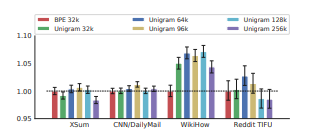 BPE 32k
Unigram 64k
Unigram 128k
Unigram 32k
Unigram 96k
Unigram 256k
1.10
1.05
1.00
0.95
XSum
CNN/DailyMail
WikiHow
Reddit TIFU